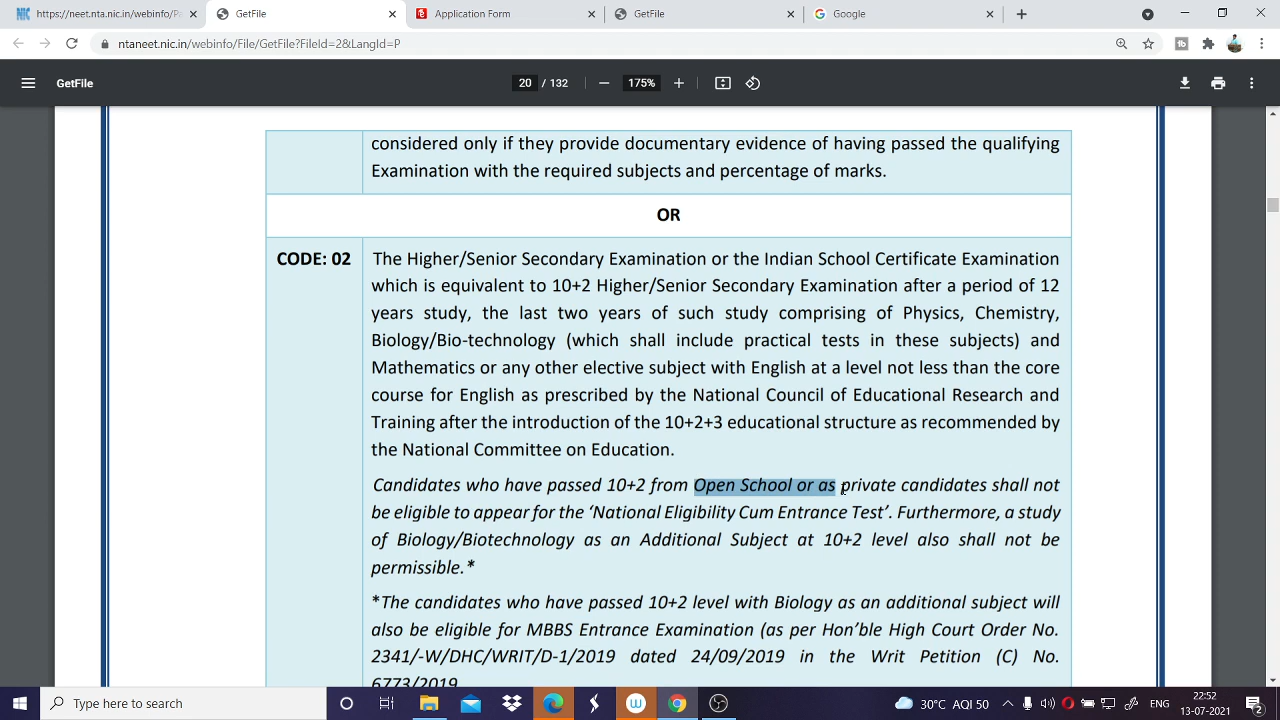 NIC https://neet.nta.nic.in/webinfo/Pa
GetFile
Application Form
GetFile
Google
ntaneet.nic.in/webinfo/File/GetFile?FileId=2&LangId=P
GetFile
20 / 132
175%
considered only if they provide documentary evidence of having passed the qualifying
Examination with the required subjects and percentage of marks.
OR
CODE: 02
The Higher/Senior Secondary Examination or the Indian School Certificate Examination
which is equivalent to 10+2 Higher/Senior Secondary Examination after a period of 12
years study, the last two years of such study comprising of Physics, Chemistry,
Biology/Bio-technology (which shall include practical tests in these subjects) and
Mathematics or any other elective subject with English at a level not less than the core
course for English as prescribed by the National Council of Educational Research and
Training after the introduction of the 10+2+3 educational structure as recommended by
the National Committee on Education.
Candidates who have passed 10+2 from Open School or as private candidates shall not
be eligible to appear for the ‘National Eligibility Cum Entrance Test’. Furthermore, a study
of Biology/Biotechnology as an Additional Subject at 10+2 level also shall not be
permissible.*
*The candidates who have passed 10+2 level with Biology as an additional subject will
also be eligible for MBBS Entrance Examination (as per Hon’ble High Court Order No.
2341/-W/DHC/WRIT/D-1/2019 dated 24/09/2019 in the Writ Petition (C) No.
6773/2019
Type here to search
30°C AQI 50
ENG
22:52
13-07-2021
2